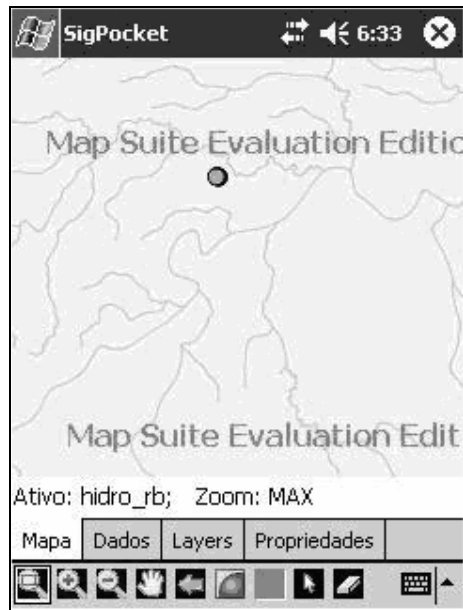 SigPocket 6:33
Map Suite Evaluation Editic
Map Suite Evaluation Edit
Ativo: hidro_rb; Zoom: MAX
Mapa Dados Layers Propriedades